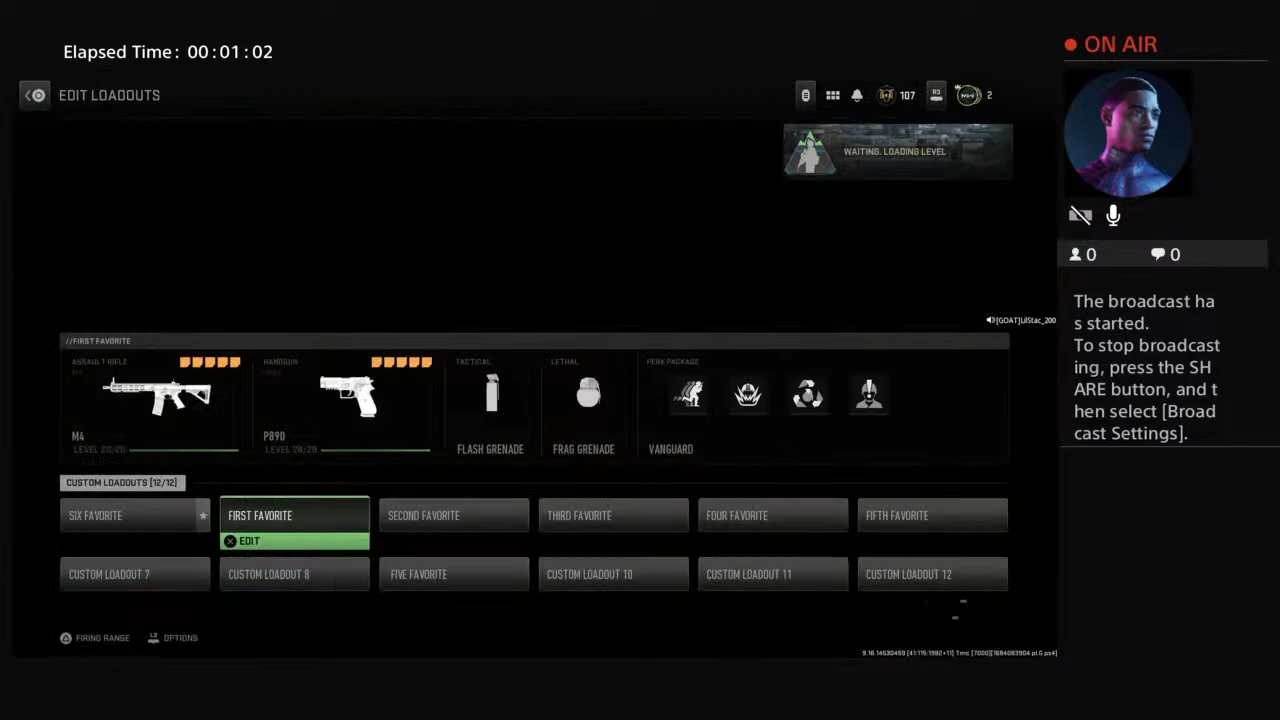 Elapsed Time: 00:01:02
ON AIR
EDIT LOADOUTS
107
R3
2
WAITING. LOADING LEVEL
0
0
The broadcast ha
s started.
To stop broadcast
ing, press the SH
ARE button, and t
hen select [Broad
cast Settings].
[GOAT]LilStac_200
//FIRST FAVORITE
ASSAULT RIFLE
M4
LEVEL 20/20
HANDGUN
P890
LEVEL 28/28
TACTICAL
FLASH GRENADE
LETHAL
FRAG GRENADE
PERK PACKAGE
VANGUARD
CUSTOM LOADOUTS [12/12]
SIX FAVORITE
FIRST FAVORITE
SECOND FAVORITE
THIRD FAVORITE
FOUR FAVORITE
FIFTH FAVORITE
EDIT
CUSTOM LOADOUT 7
CUSTOM LOADOUT 8
FIVE FAVORITE
CUSTOM LOADOUT 10
CUSTOM LOADOUT 11
CUSTOM LOADOUT 12
FIRING RANGE
L3
OPTIONS